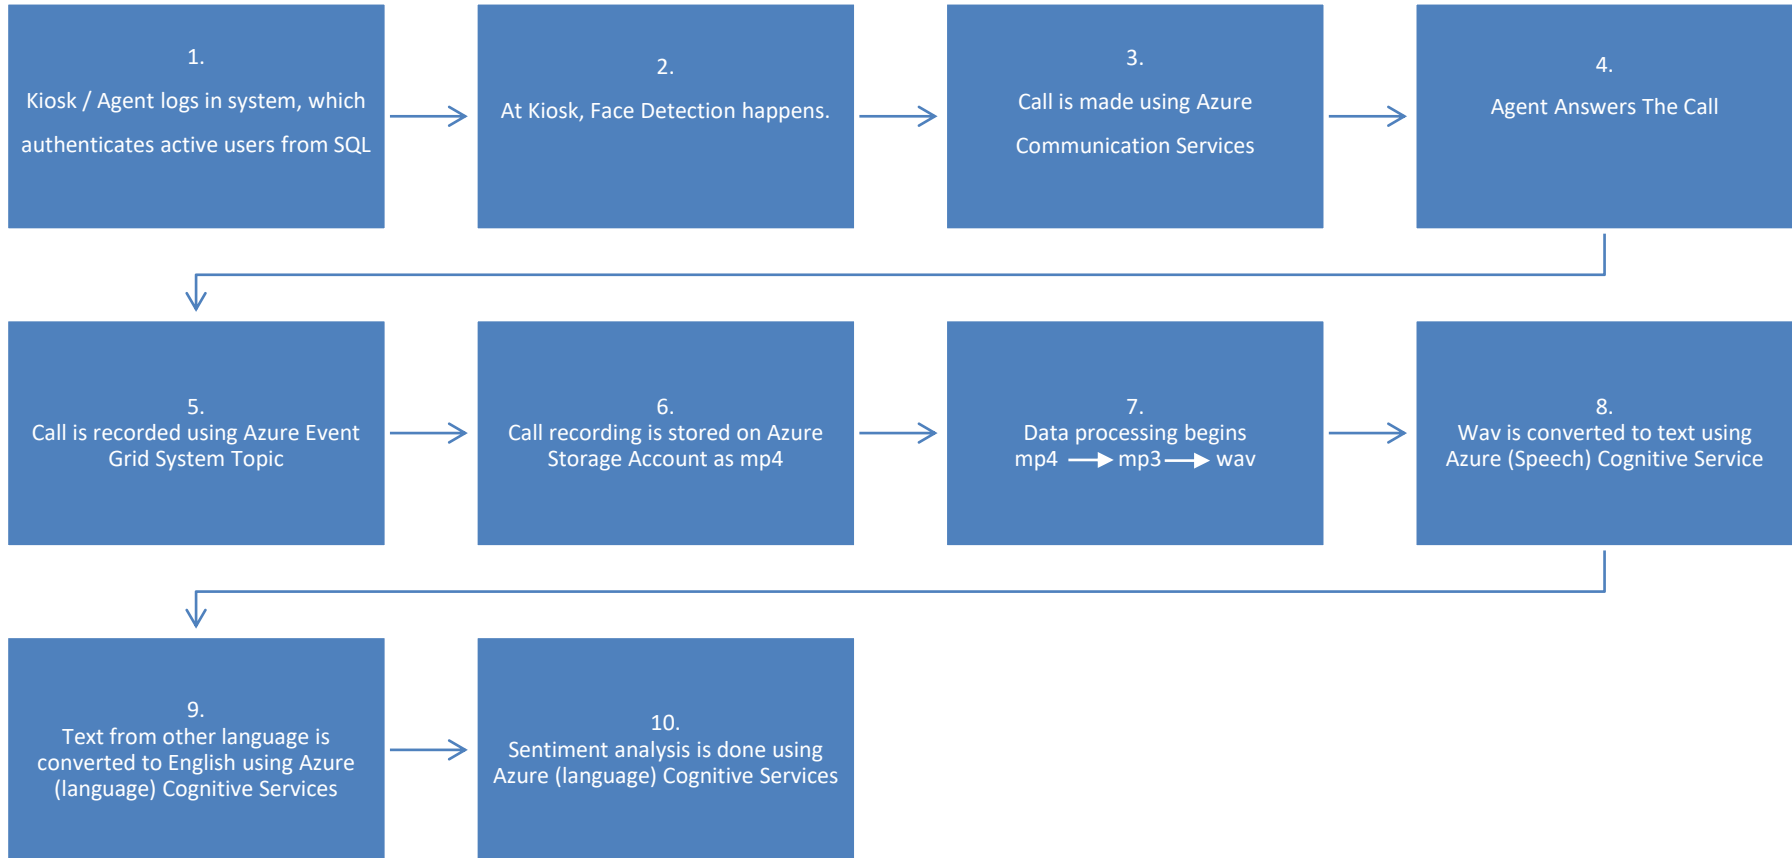 1.
Kiosk / Agent logs in system, which
authenticates active users from SQL
2.
At Kiosk, Face Detection happens.
3.
Call is made using Azure
Communication Services
4.
Agent Answers The Call
5.
Call is recorded using Azure Event
Grid System Topic
6.
Call recording is stored on Azure
Storage Account as mp4
7.
Data processing begins
mp4 mp3 wav
8.
Wav is converted to text using
Azure (Speech) Cognitive Service
9.
Text from other language is
converted to English using Azure
(language) Cognitive Services
10.
Sentiment analysis is done using
Azure (language) Cognitive Services